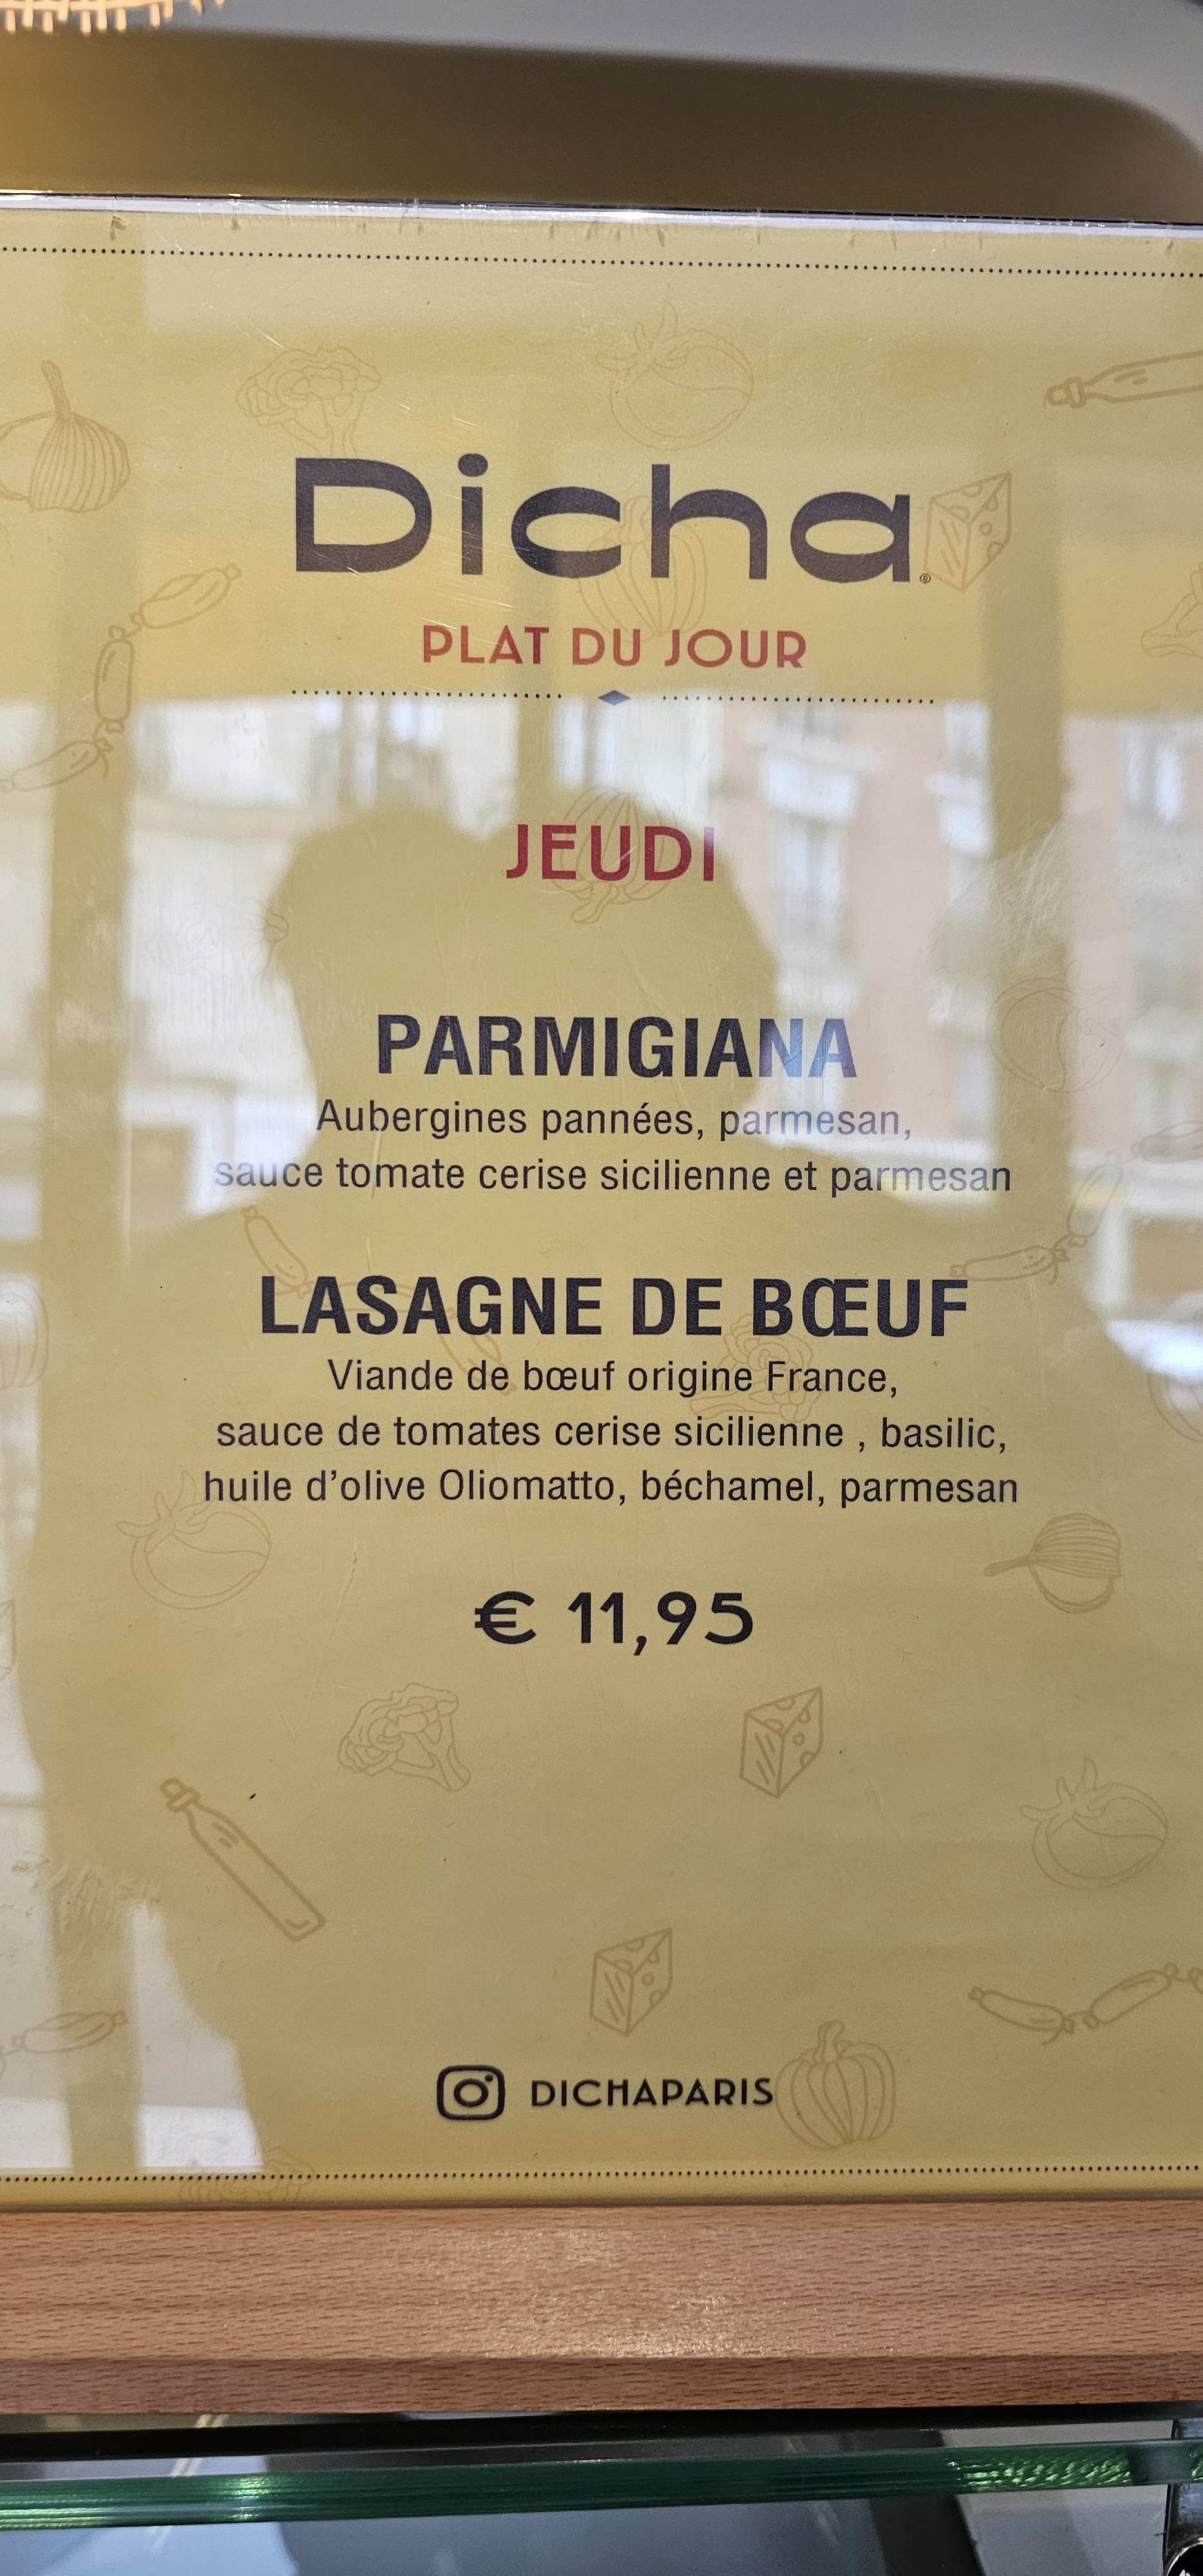 Dicha
PLAT DU JOUR
JEUDI
PARMIGIANA
Aubergines pannées, parmesan,
sauce tomate cerise sicilienne et parmesan
LASAGNE DE BŒUF
Viande de bœuf origine France,
sauce de tomates cerise sicilienne , basilic,
huile d’olive Oliomatto, béchamel, parmesan
€ 11,95
DICHAPARIS